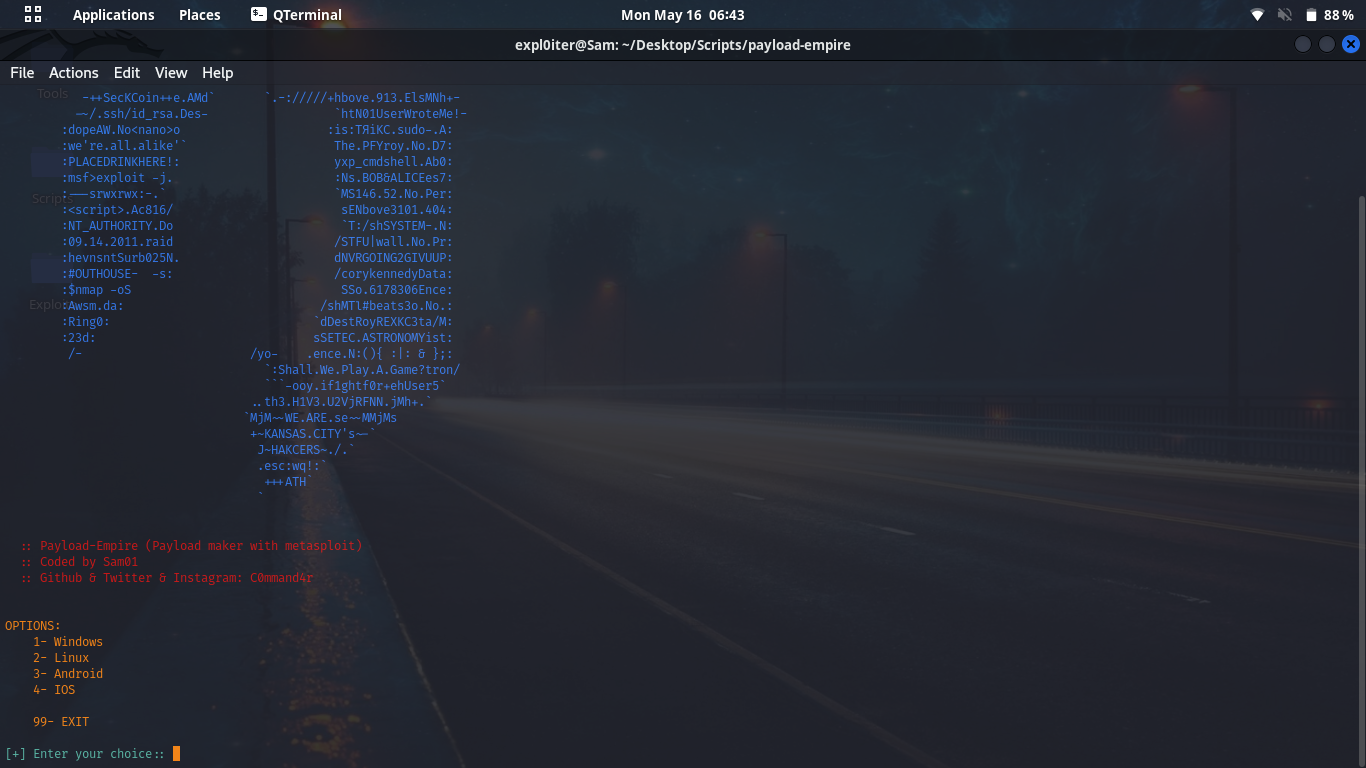 Applications Places QTerminal Mon May 16 06:43 88%
expl0iter@Sam: ~/Desktop/Scripts/payload-empire
File Actions Edit View Help
Tools
-++SecKCoin++e.AMd` `.-://///+hbove.913.ElsMNh+-
-~/.ssh/id_rsa.Des- `htN01UserWroteMe!-
:dopeAW.No<nano>o :is:TЯiKC.sudo-.A:
:we're.all.alike'` The.PFYroy.No.D7:
:PLACEDRINKHERE!: yxp_cmdshell.Ab0:
:msf>exploit -j. :Ns.BOB&ALICEes7:
:---srwxrwx:-.` `MS146.52.No.Per:
Scripts
:<script>.Ac816/ sENbove3101.404:
:NT_AUTHORITY.Do `T:/shSYSTEM-.N:
:09.14.2011.raid /STFU|wall.No.Pr:
:hevnsntSurb025N. dNVRGOING2GIVUUP:
:#OUTHOUSE- -s: /corykennedyData:
:$nmap -oS SSo.6178306Ence:
:Awsm.da: /shMTl#beats3o.No.:
:Ring0: `dDestRoyREXKC3ta/M:
:23d: sSETEC.ASTRONOMYist:
/- /yo- .ence.N:(){ :|: & };:
`:Shall.We.Play.A.Game?tron/
```-ooy.if1ghtf0r+ehUser5`
..th3.H1V3.U2VjRFNN.jMh+.`
`MjM~~WE.ARE.se~~MMjMs
+~KANSAS.CITY's~-`
J~HAKCERS~./.`
.esc:wq!:`
+++ATH`
`
:: Payload-Empire (Payload maker with metasploit)
:: Coded by Sam01
:: Github & Twitter & Instagram: C0mmand4r
OPTIONS:
1- Windows
2- Linux
3- Android
4- IOS
99- EXIT
[+] Enter your choice::